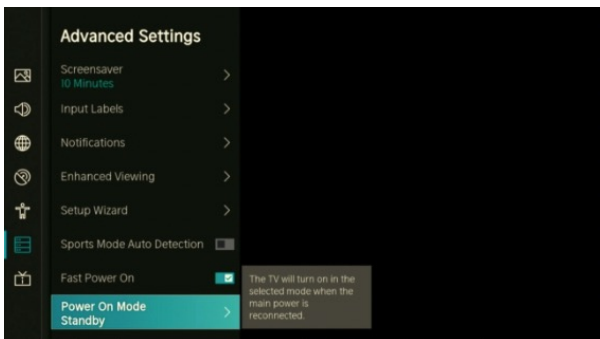 Advanced Settings
Screensaver
10 Minutes
Input Labels
Notifications
Enhanced Viewing
Setup Wizard
Sports Mode Auto Detection
Fast Power On
Power On Mode
Standby
The TV will turn on in the
selected mode when the
main power is
reconnected.